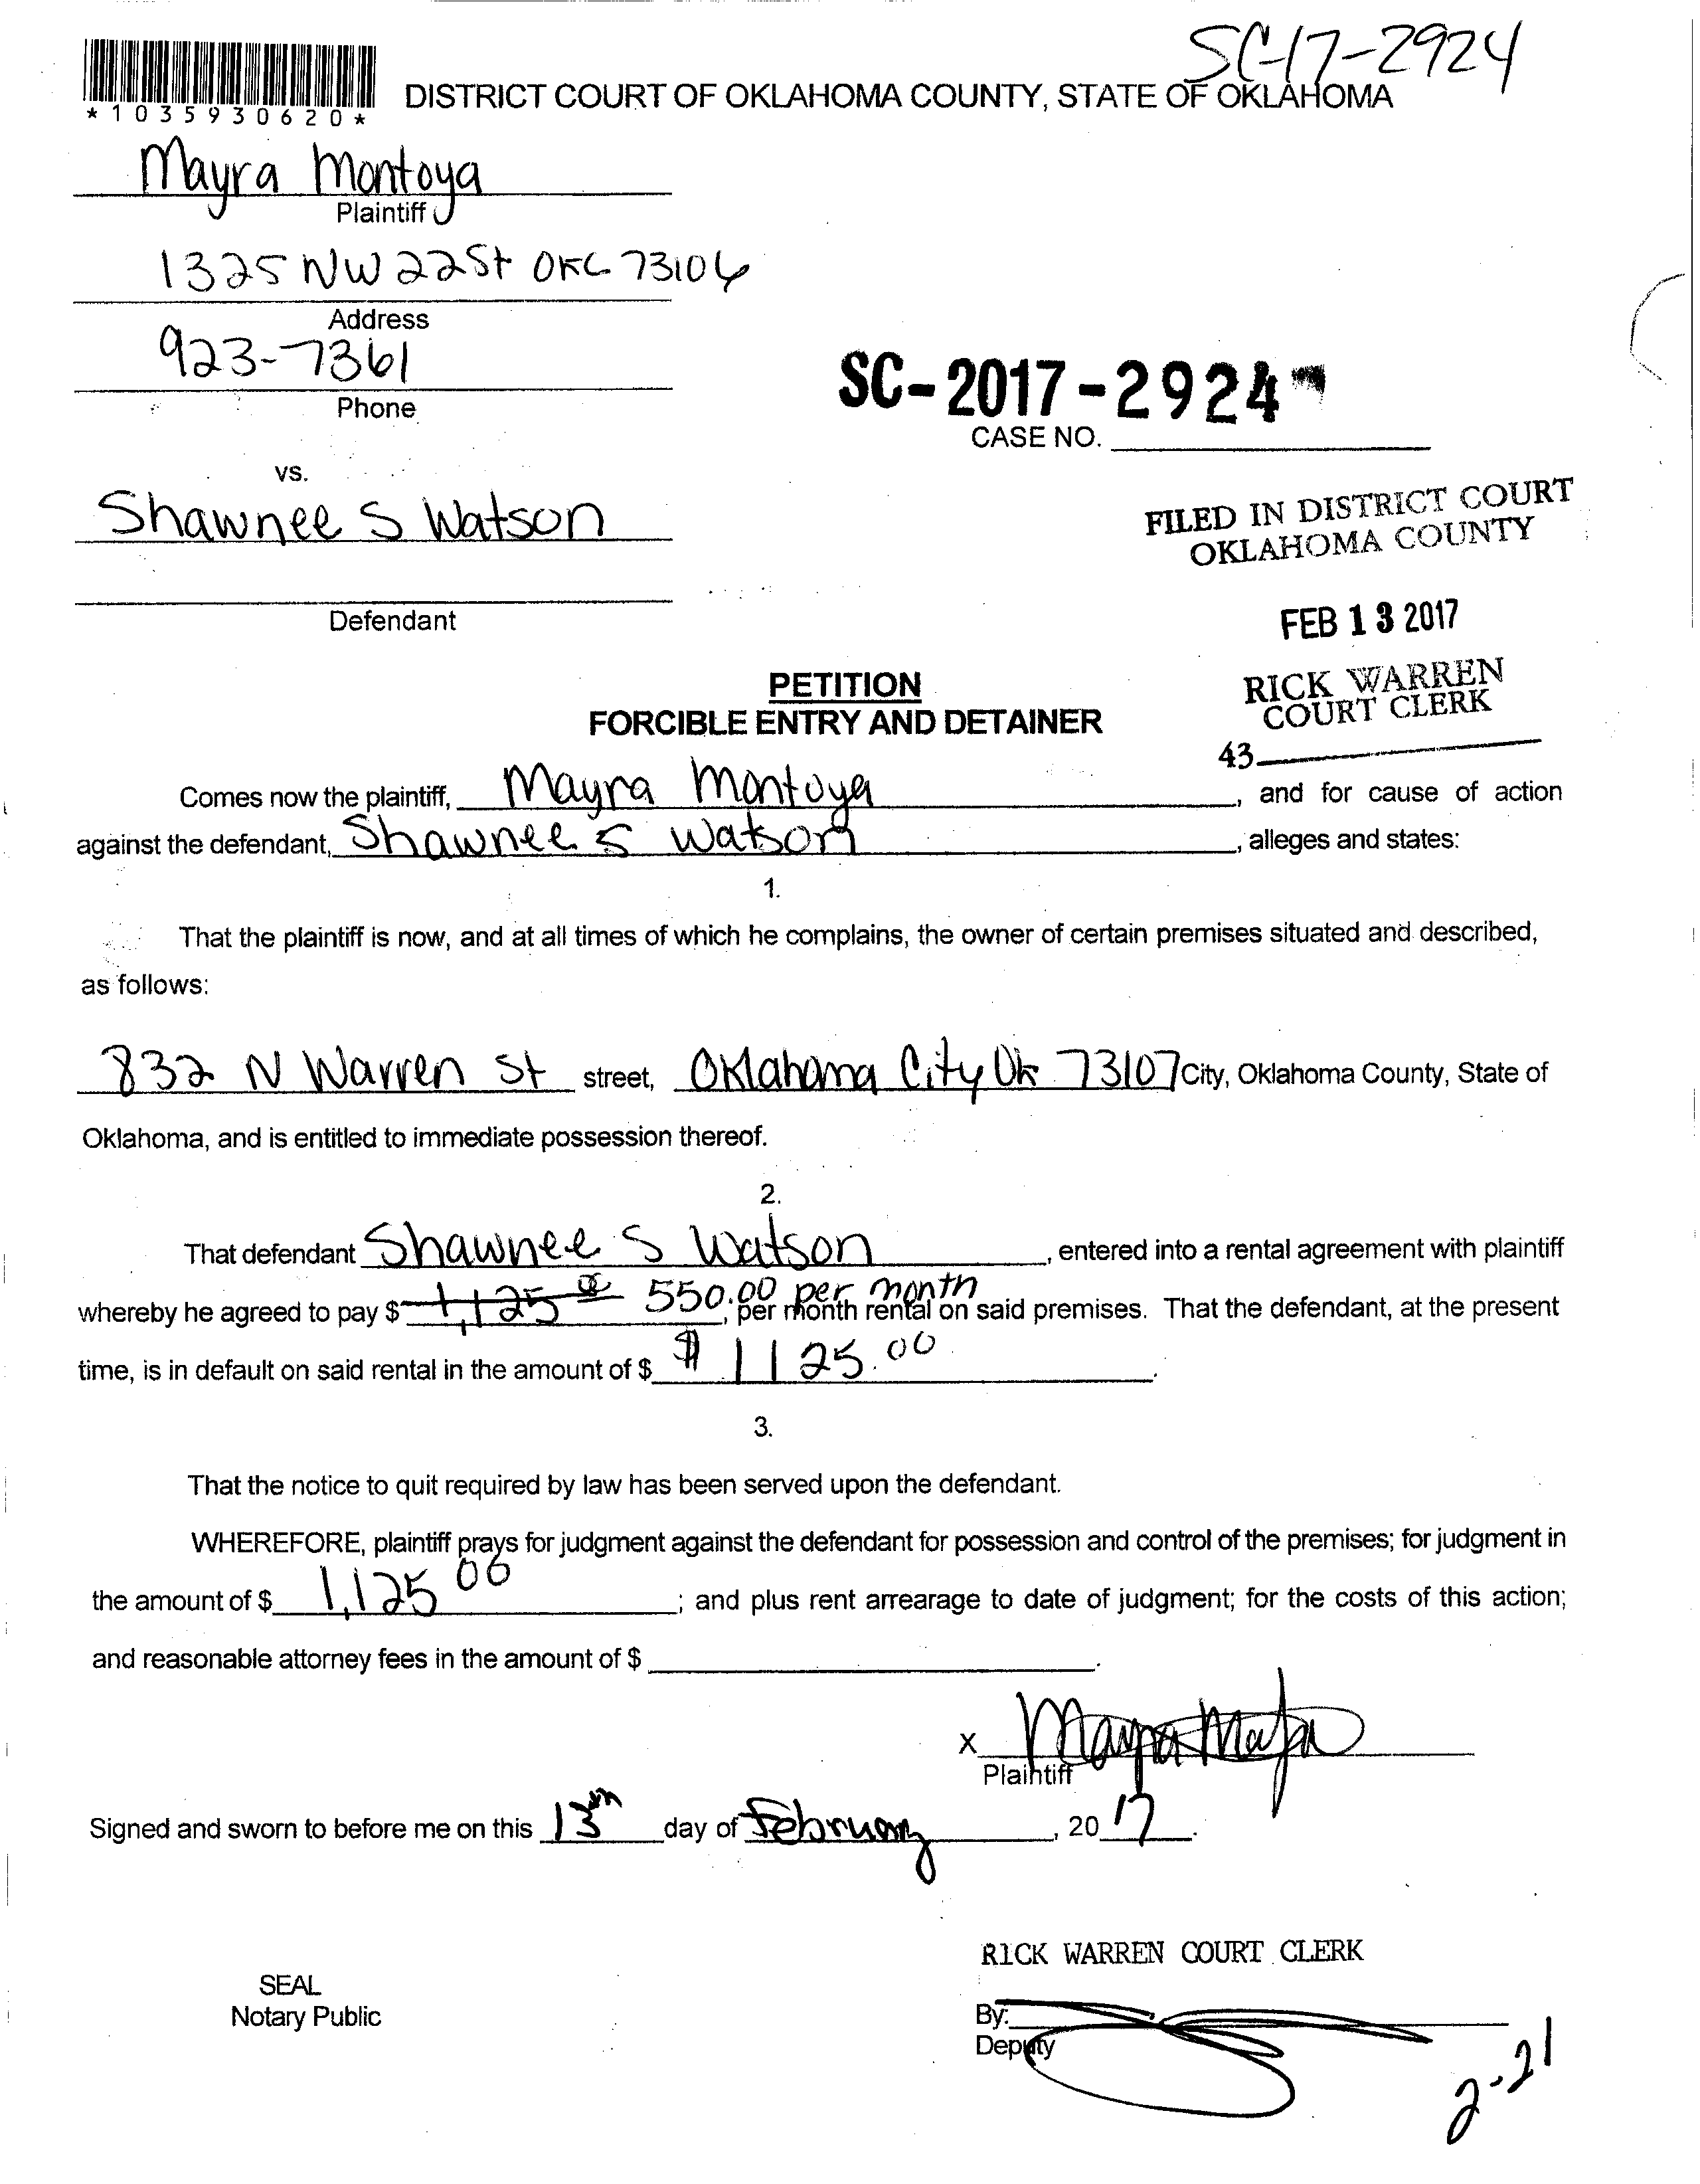 SC-17-2924
*1035930620*
DISTRICT COURT OF OKLAHOMA COUNTY, STATE OF OKLAHOMA
Mayra Montoya
Plaintiff
1325 NW 22 St OKC 73106
Address
923-7361
Phone
SC-2017-2924
CASE NO.
vs.
Shawnee S Watson
Defendant
FILED IN DISTRICT COURT
OKLAHOMA COUNTY
FEB 13 2017
RICK WARREN
COURT CLERK
43
PETITION
FORCIBLE ENTRY AND DETAINER
Comes now the plaintiff, Mayra Montoya, and for cause of action
against the defendant, Shawnee S Watson, alleges and states:
1.
That the plaintiff is now, and at all times of which he complains, the owner of certain premises situated and described,
as follows:
832 N Warren St street, Oklahoma City Ok 73107 City, Oklahoma County, State of
Oklahoma, and is entitled to immediate possession thereof.
2.
That defendant Shawnee S Watson, entered into a rental agreement with plaintiff
whereby he agreed to pay $ 1,125 00 550.00 per month, per month rental on said premises. That the defendant, at the present
time, is in default on said rental in the amount of $ $ 1125.00.
3.
That the notice to quit required by law has been served upon the defendant.
WHEREFORE, plaintiff prays for judgment against the defendant for possession and control of the premises; for judgment in
the amount of $ 1,125 00; and plus rent arrearage to date of judgment; for the costs of this action;
and reasonable attorney fees in the amount of $ .
X Mayra
Plaintiff
Signed and sworn to before me on this 13th day of February, 2017.
RICK WARREN COURT CLERK
SEAL
Notary Public
By:
Deputy
2-21